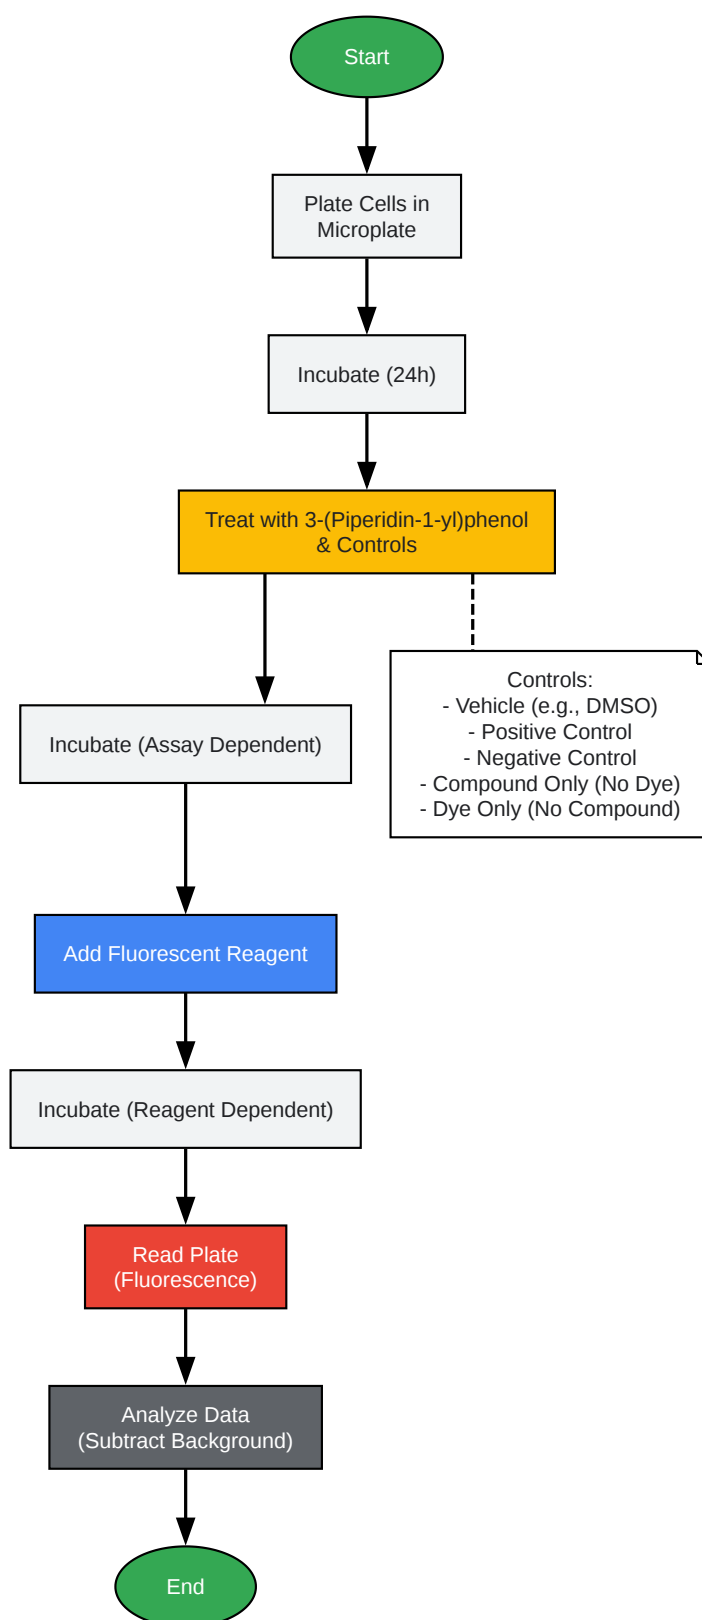 Start
Plate Cells in
Microplate
Incubate (24h)
Treat with 3-(Piperidin-1-yl)phenol
& Controls
Controls:
- Vehicle (e.g., DMSO)
- Positive Control
- Negative Control
- Compound Only (No Dye)
- Dye Only (No Compound)
Incubate (Assay Dependent)
Add Fluorescent Reagent
Incubate (Reagent Dependent)
Read Plate
(Fluorescence)
Analyze Data
(Subtract Background)
End